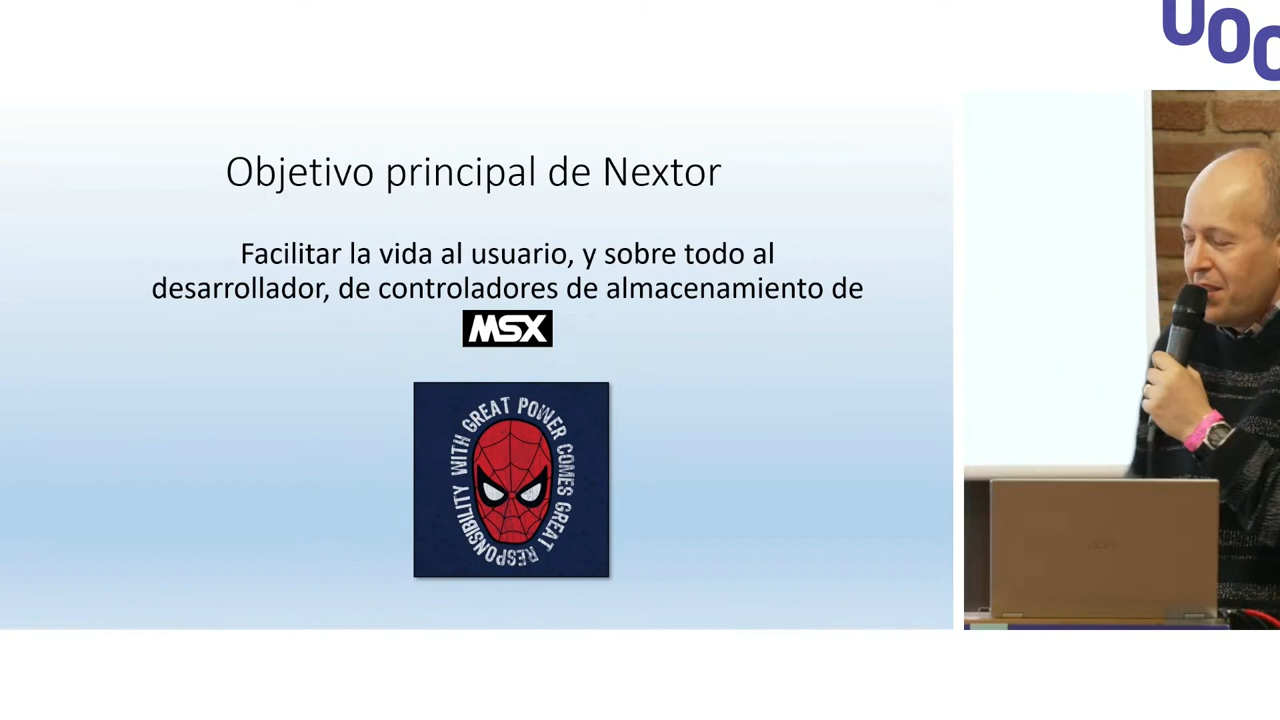 UOC
Objetivo principal de Nextor
Facilitar la vida al usuario, y sobre todo al
desarrollador, de controladores de almacenamiento de
MSX
WITH GREAT POWER COMES GREAT RESPONSIBILITY
acer